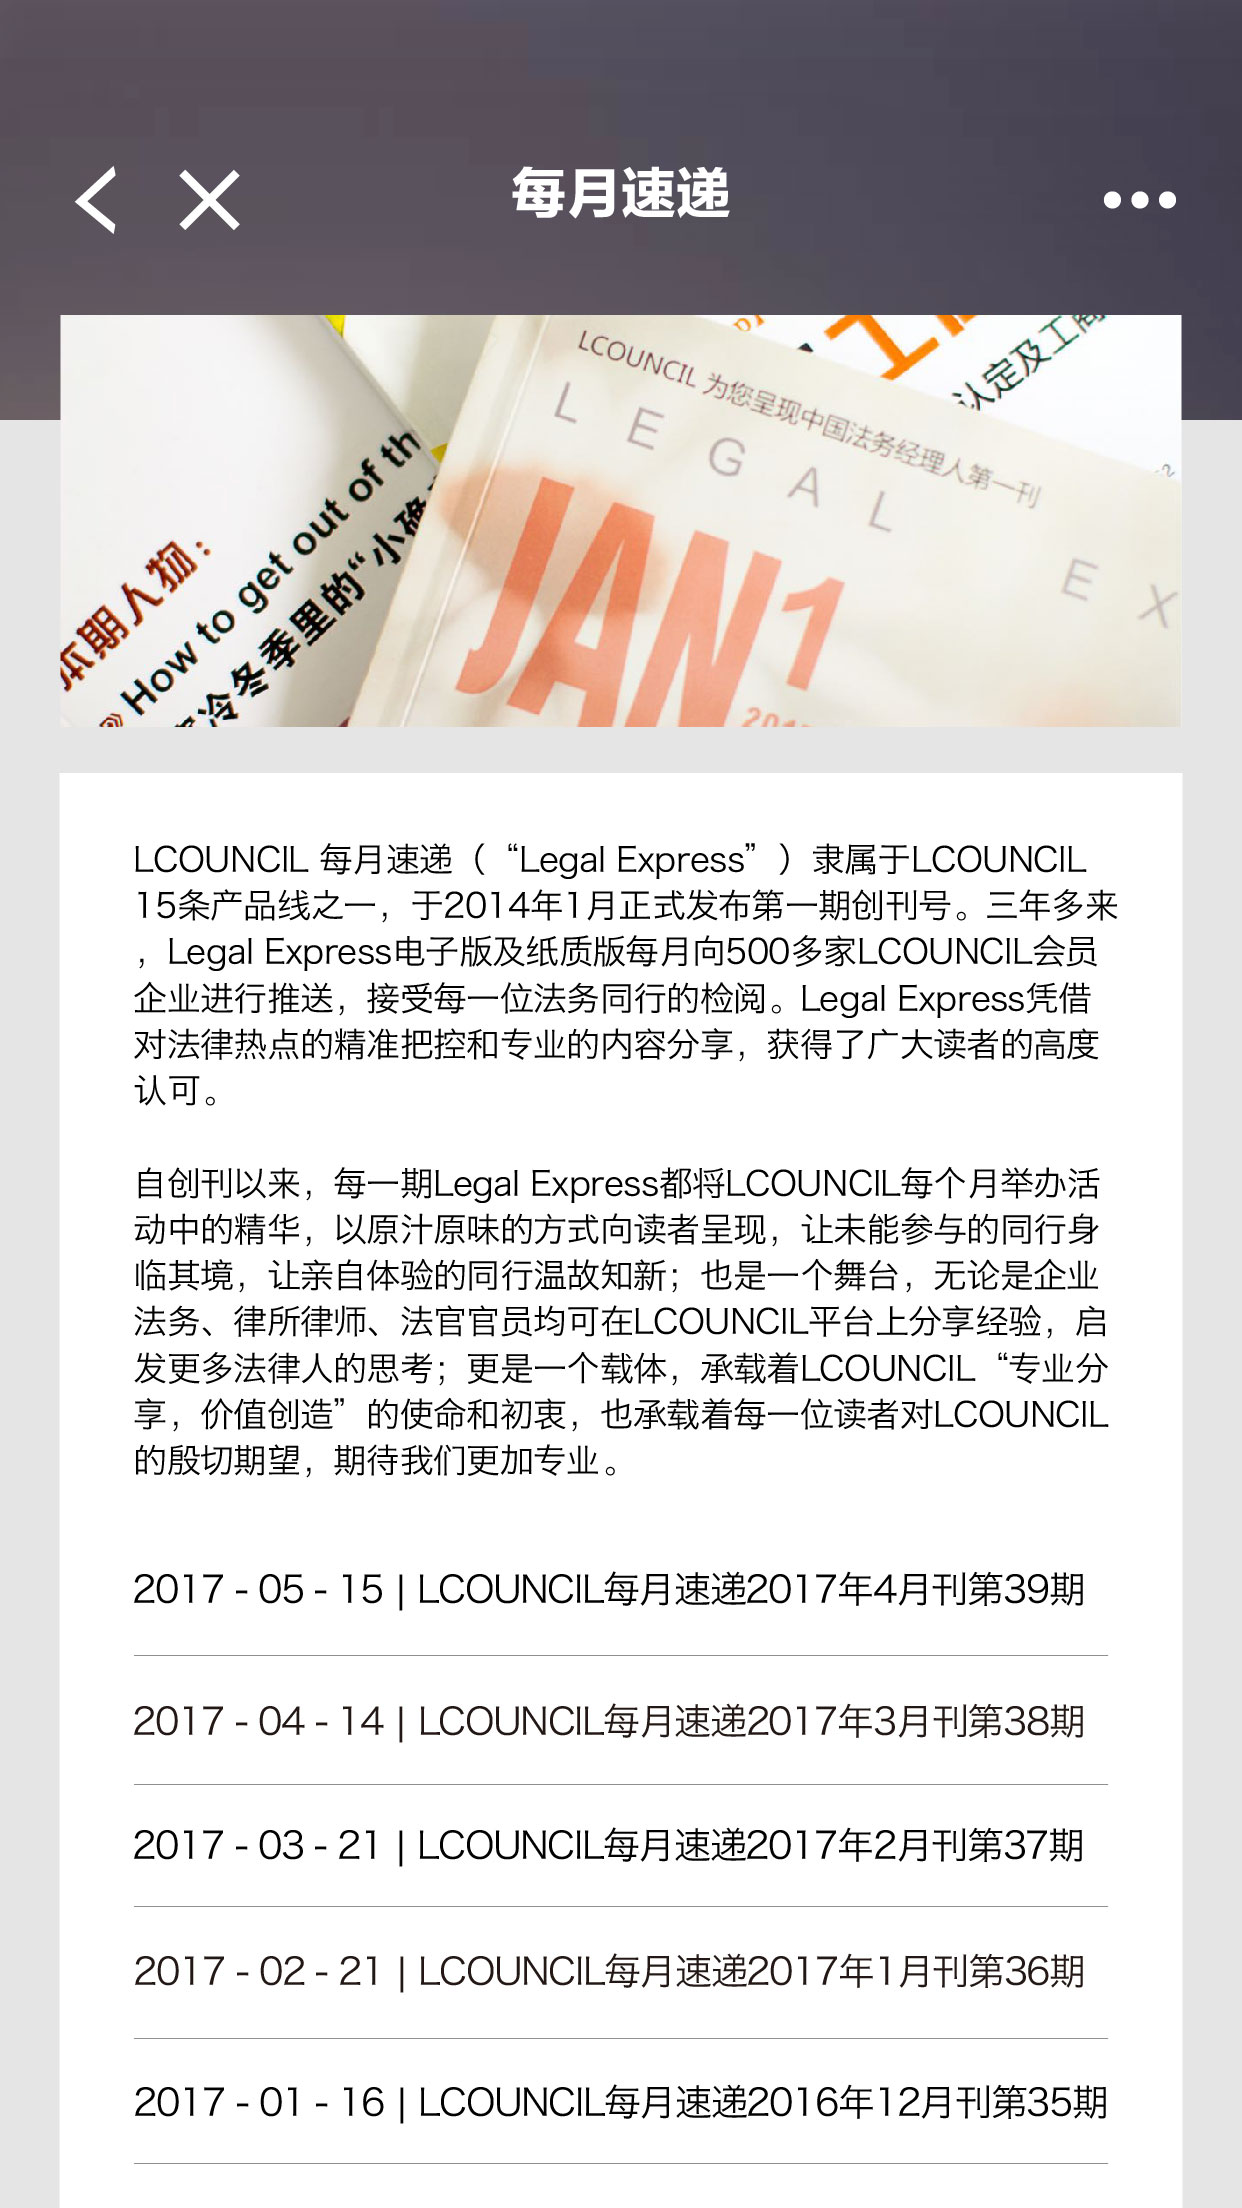 每月速递
LCOUNCIL 为您呈现中国法务经理人第一刊
LEGAL EX
JAN 1
认定及工商
本期人物：
How to get out of th
冷冬季里的“小确
LCOUNCIL 每月速递（“Legal Express”）隶属于LCOUNCIL
15条产品线之一，于2014年1月正式发布第一期创刊号。三年多来
，Legal Express电子版及纸质版每月向500多家LCOUNCIL会员
企业进行推送，接受每一位法务同行的检阅。Legal Express凭借
对法律热点的精准把控和专业的内容分享，获得了广大读者的高度
认可。
自创刊以来，每一期Legal Express都将LCOUNCIL每个月举办活
动中的精华，以原汁原味的方式向读者呈现，让未能参与的同行身
临其境，让亲自体验的同行温故知新；也是一个舞台，无论是企业
法务、律所律师、法官官员均可在LCOUNCIL平台上分享经验，启
发更多法律人的思考；更是一个载体，承载着LCOUNCIL“专业分
享，价值创造”的使命和初衷，也承载着每一位读者对LCOUNCIL
的殷切期望，期待我们更加专业。
2017 - 05 - 15 | LCOUNCIL每月速递2017年4月刊第39期
2017 - 04 - 14 | LCOUNCIL每月速递2017年3月刊第38期
2017 - 03 - 21 | LCOUNCIL每月速递2017年2月刊第37期
2017 - 02 - 21 | LCOUNCIL每月速递2017年1月刊第36期
2017 - 01 - 16 | LCOUNCIL每月速递2016年12月刊第35期